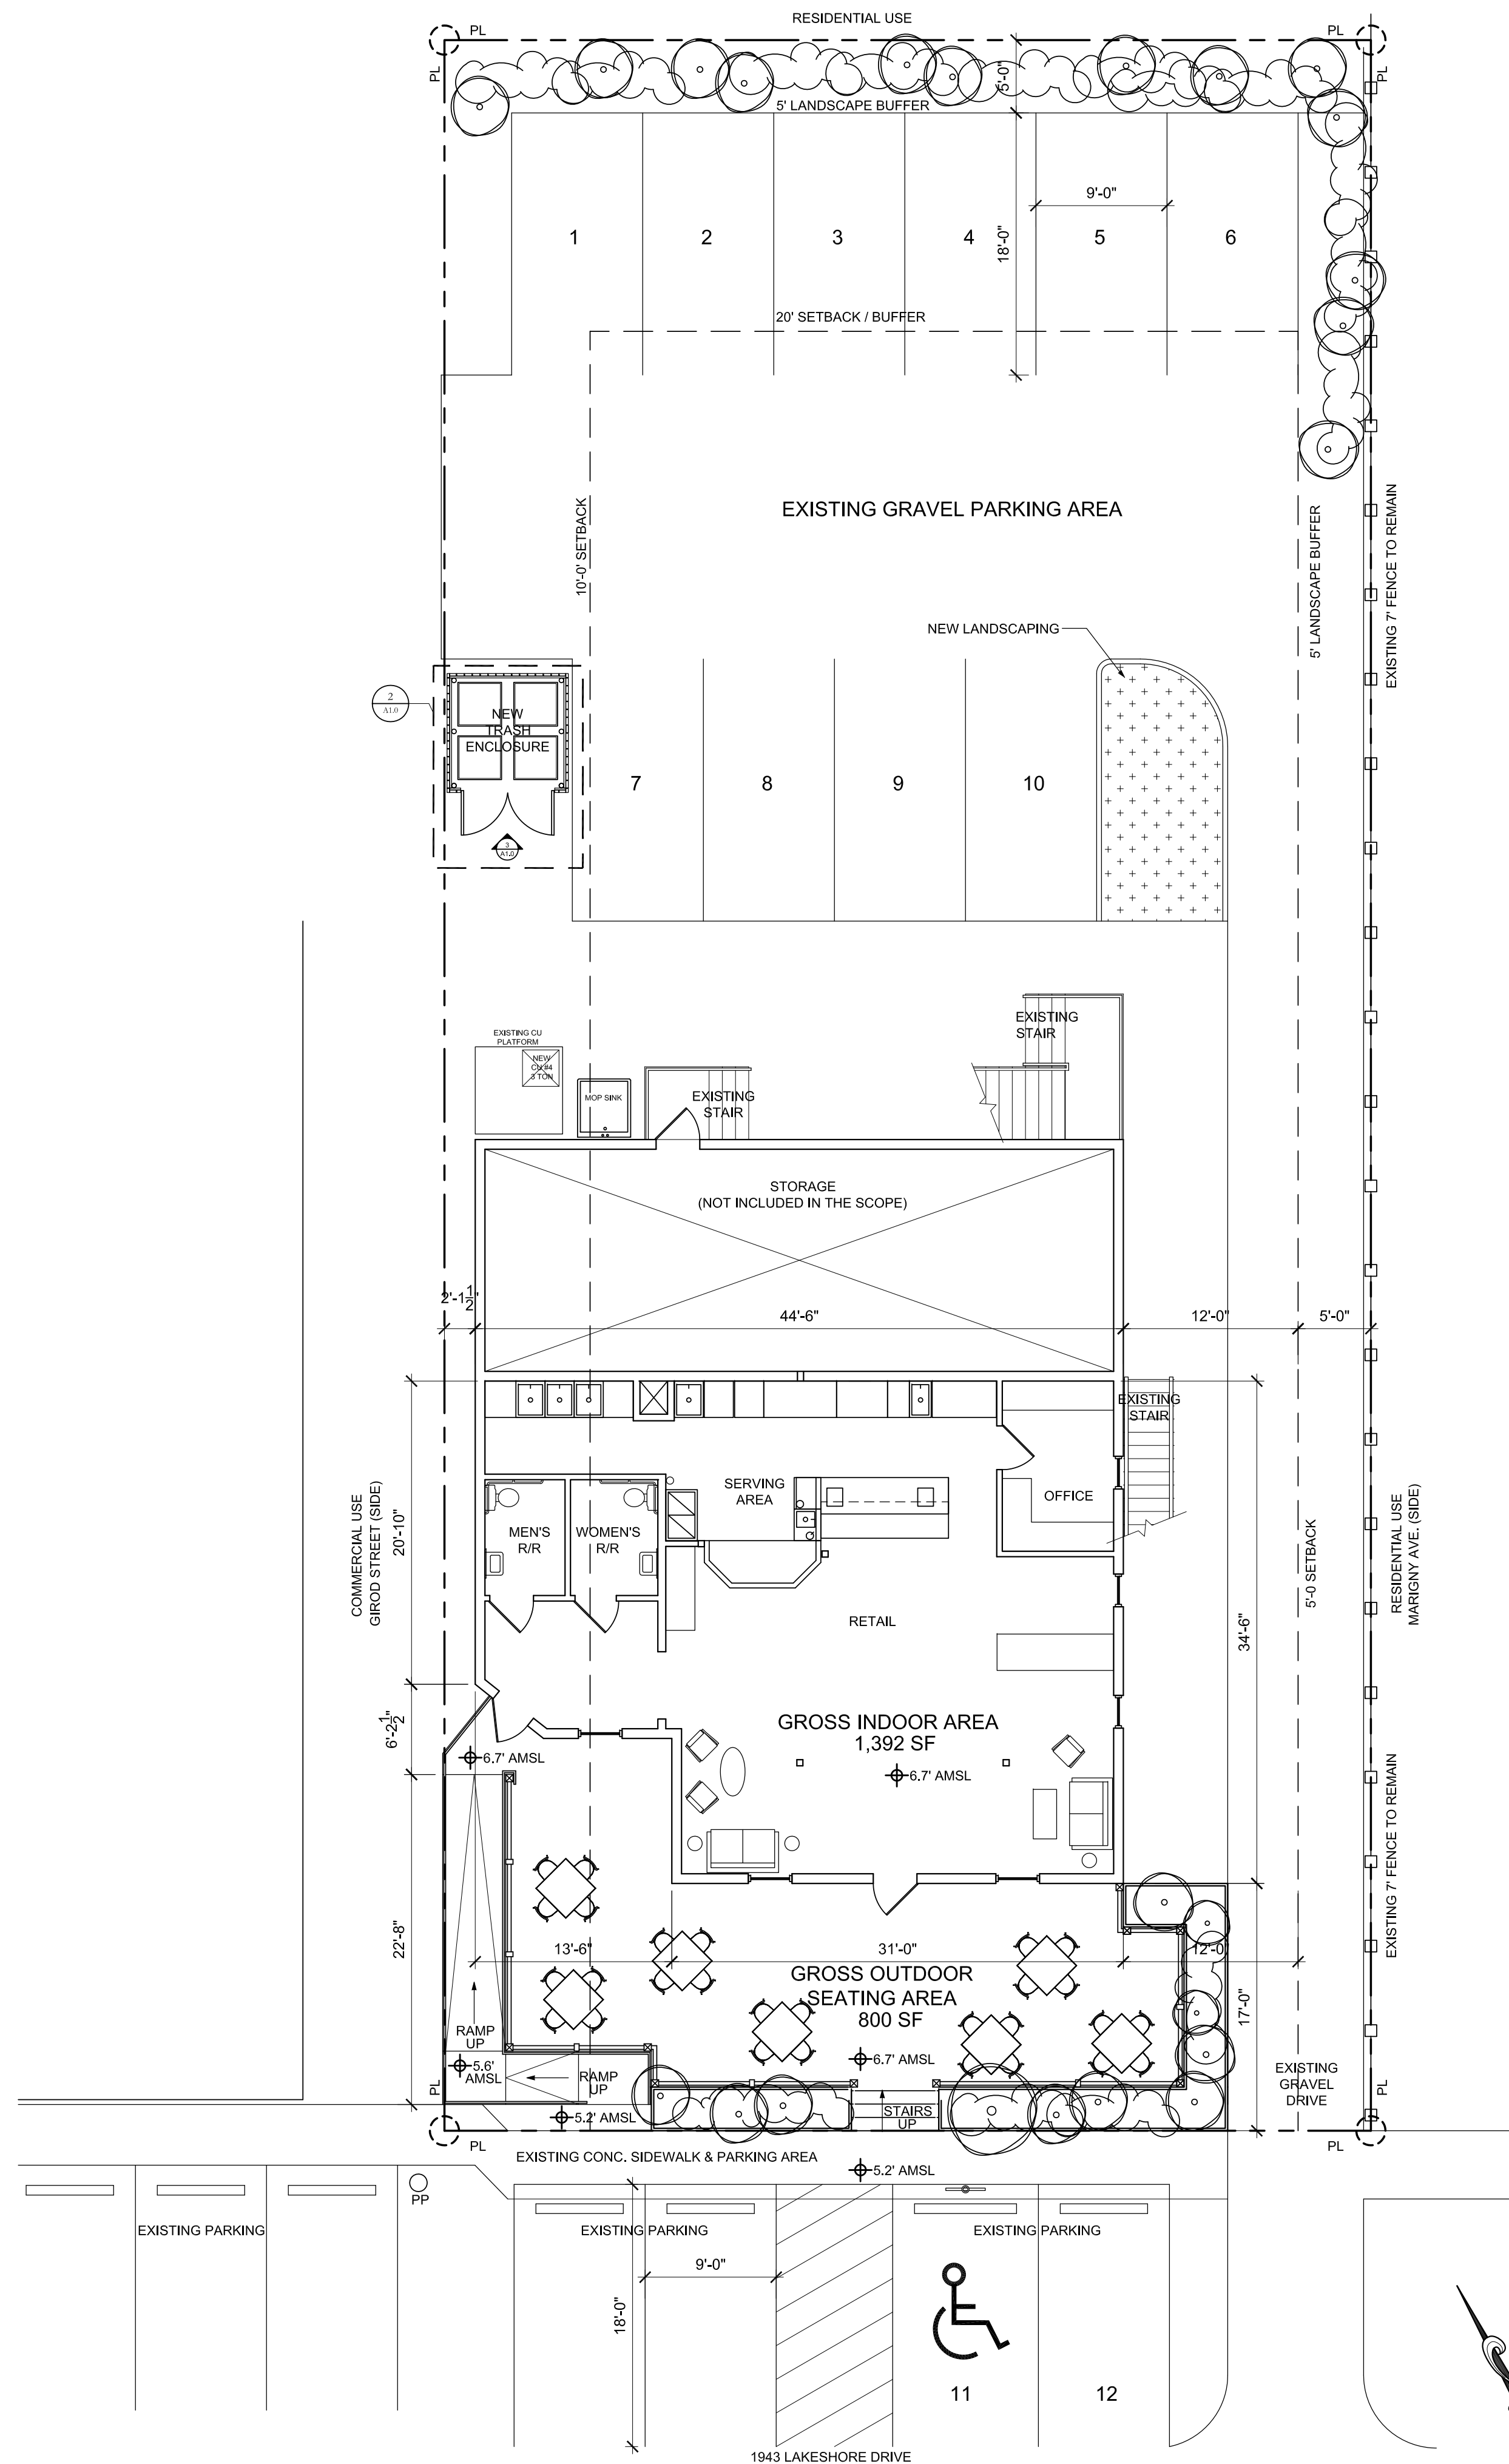 RESIDENTIAL USE
PL
PL
PL
PL
5'-0"
5' LANDSCAPE BUFFER
9'-0"
1
2
3
4
5
6
18'-0"
20' SETBACK / BUFFER
10'-0' SETBACK
EXISTING GRAVEL PARKING AREA
5' LANDSCAPE BUFFER
EXISTING 7' FENCE TO REMAIN
NEW LANDSCAPING
2
A1.0
NEW
TRASH
ENCLOSURE
7
8
9
10
3
A1.0
EXISTING CU
PLATFORM
NEW
CU #4
3 TON
MOP SINK
EXISTING
STAIR
EXISTING
STAIR
STORAGE
(NOT INCLUDED IN THE SCOPE)
2'-1 1/2"
44'-6"
12'-0"
5'-0"
EXISTING
STAIR
COMMERCIAL USE
GIROD STREET (SIDE)
20'-10"
MEN'S
R/R
WOMEN'S
R/R
SERVING
AREA
OFFICE
RETAIL
34'-6"
5'-0 SETBACK
RESIDENTIAL USE
MARIGNY AVE. (SIDE)
6'-2 1/2"
GROSS INDOOR AREA
1,392 SF
6.7' AMSL
6.7' AMSL
EXISTING 7' FENCE TO REMAIN
22'-8"
13'-6"
31'-0"
12'-0
GROSS OUTDOOR
SEATING AREA
800 SF
17'-0"
RAMP
UP
5.6'
AMSL
RAMP
UP
6.7' AMSL
EXISTING
GRAVEL
DRIVE
PL
PL
5.2' AMSL
STAIRS
UP
PL
PL
EXISTING CONC. SIDEWALK & PARKING AREA
5.2' AMSL
PP
EXISTING PARKING
EXISTING PARKING
EXISTING PARKING
9'-0"
18'-0"
11
12
1943 LAKESHORE DRIVE